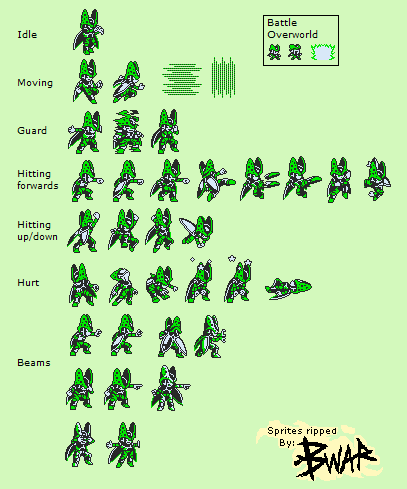 Idle
Battle
Overworld
Moving
Guard
Hitting
forwards
Hitting
up/down
Hurt
Beams
Sprites ripped
By:
BWAR